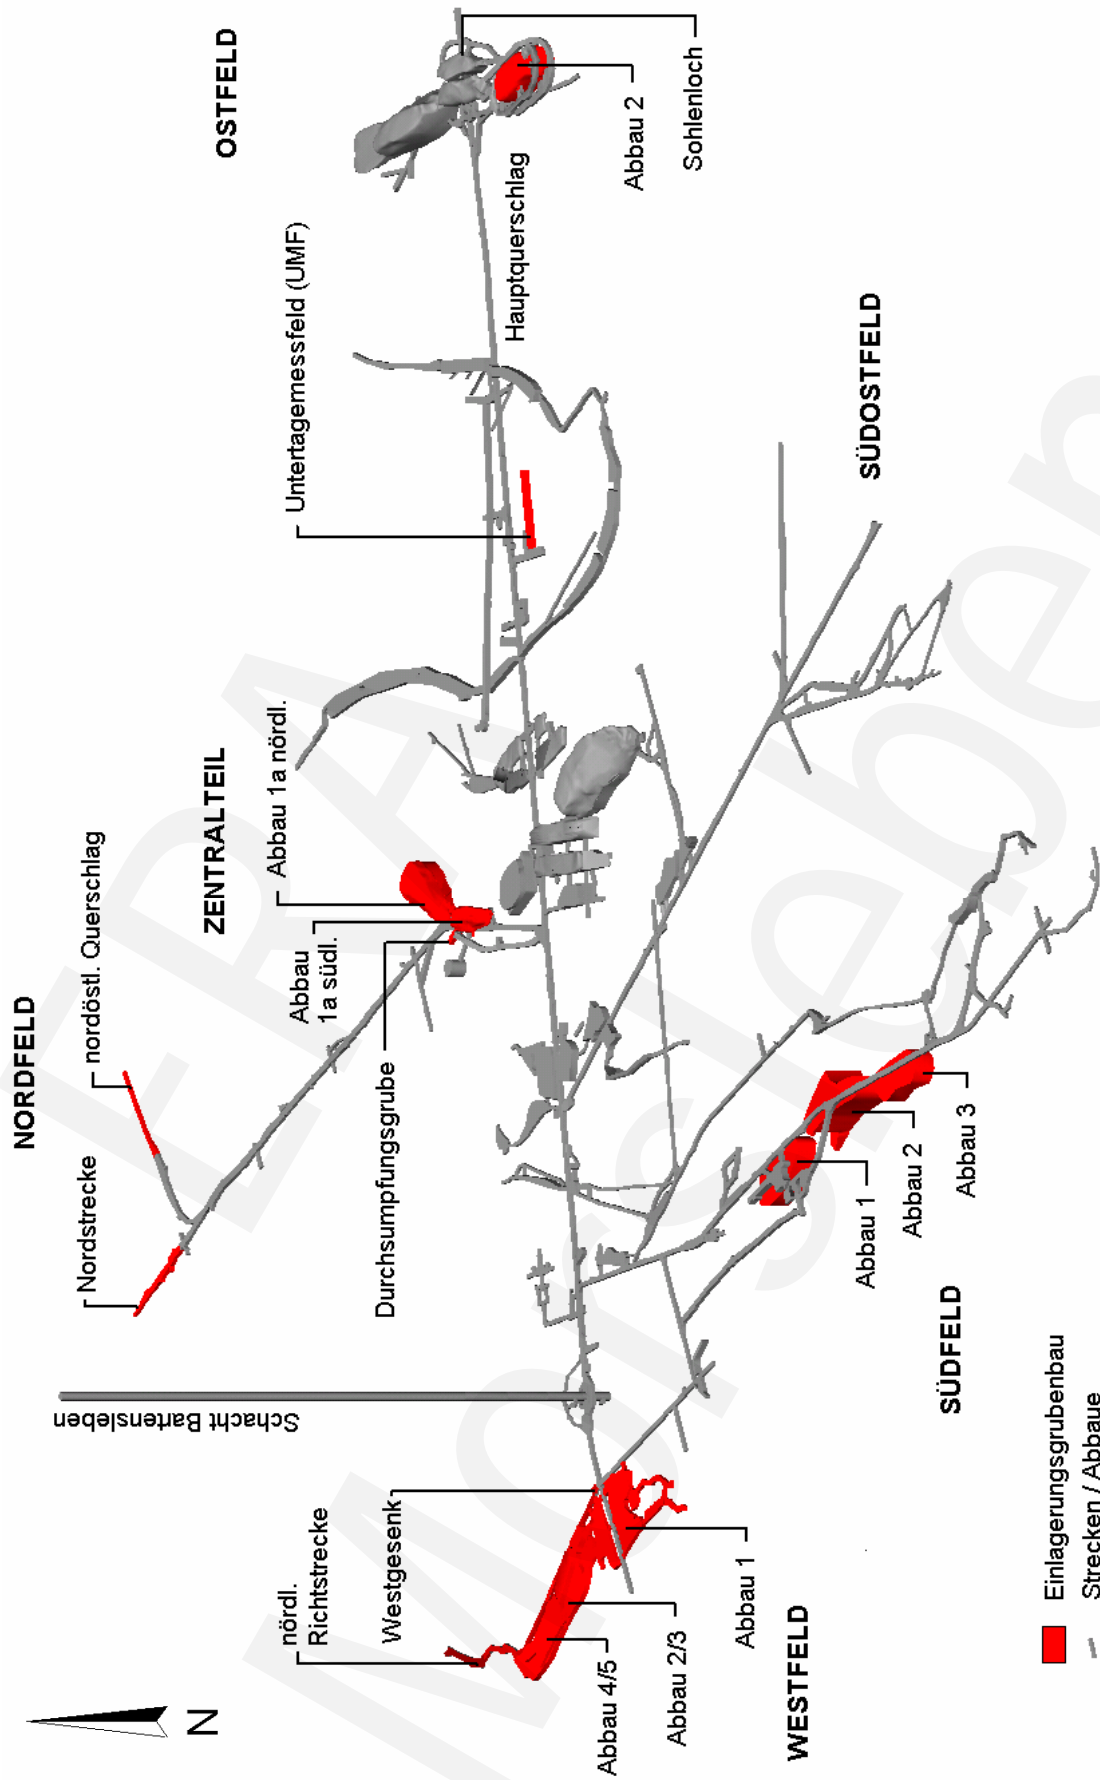 NORDFELD
nordöstl. Querschlag
Nordstrecke
OSTFELD
Sohlenloch
Abbau 2
Hauptquerschlag
Untertagemessfeld (UMF)
ZENTRALTEIL
Abbau 1a nördl.
Abbau
1a südl.
Durchsumpfungsgrube
SÜDOSTFELD
Schacht Bartensleben
nördl.
Richtstrecke
Westgesenk
Abbau 4/5
Abbau 2/3
Abbau 1
WESTFELD
Abbau 1
Abbau 2
Abbau 3
SÜDFELD
N
Einlagerungsgrubenbau
Strecken / Abbaue
ERA Morsleben